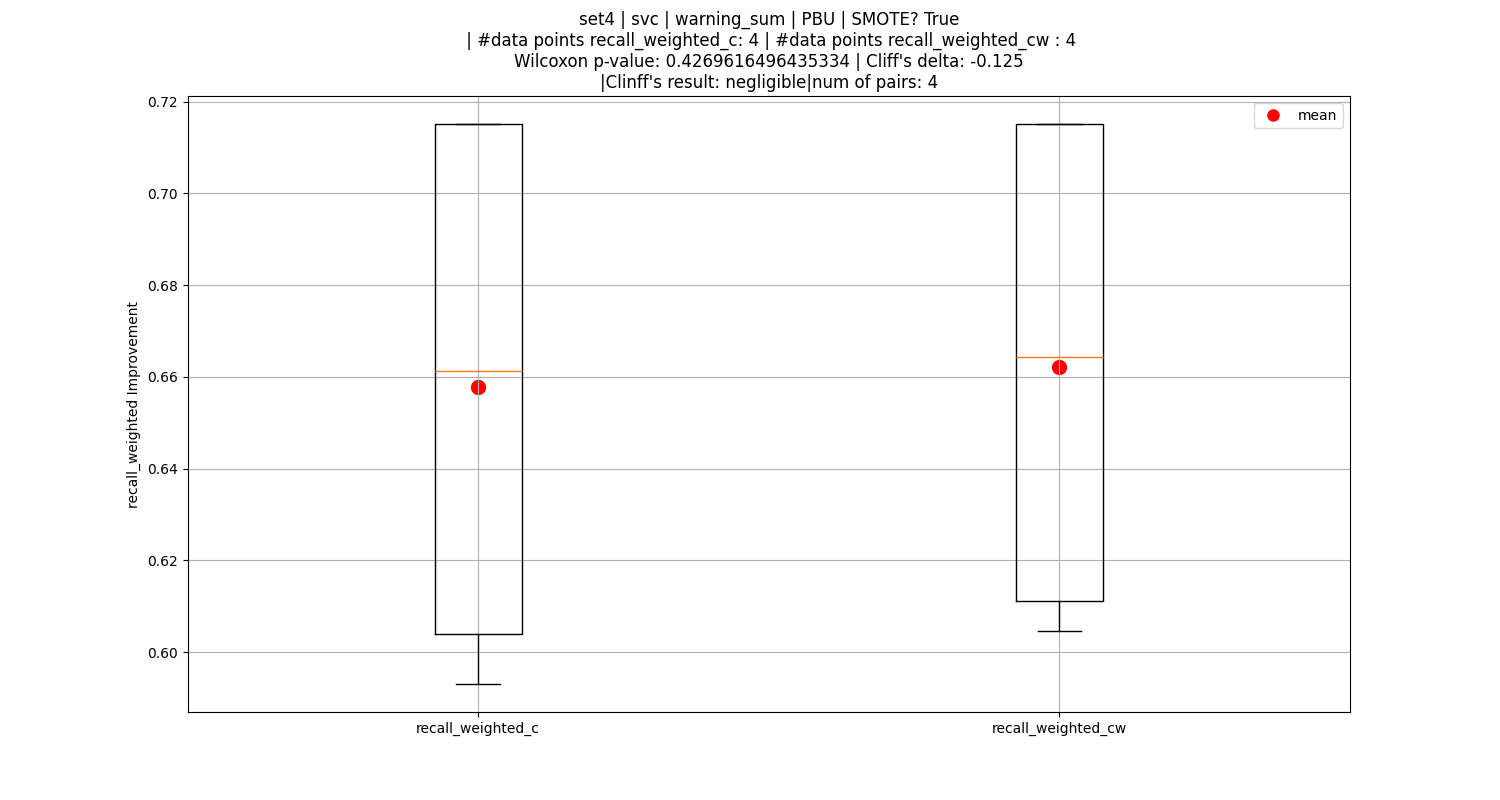 set4 | svc | warning_sum | PBU | SMOTE? True
| #data points recall_weighted_c: 4 | #data points recall_weighted_cw : 4
Wilcoxon p-value: 0.4269616496435334 | Cliff's delta: -0.125
|Clinff's result: negligible|num of pairs: 4
mean
0.72
0.70
0.68
0.66
0.64
0.62
0.60
recall_weighted Improvement
recall_weighted_c
recall_weighted_cw